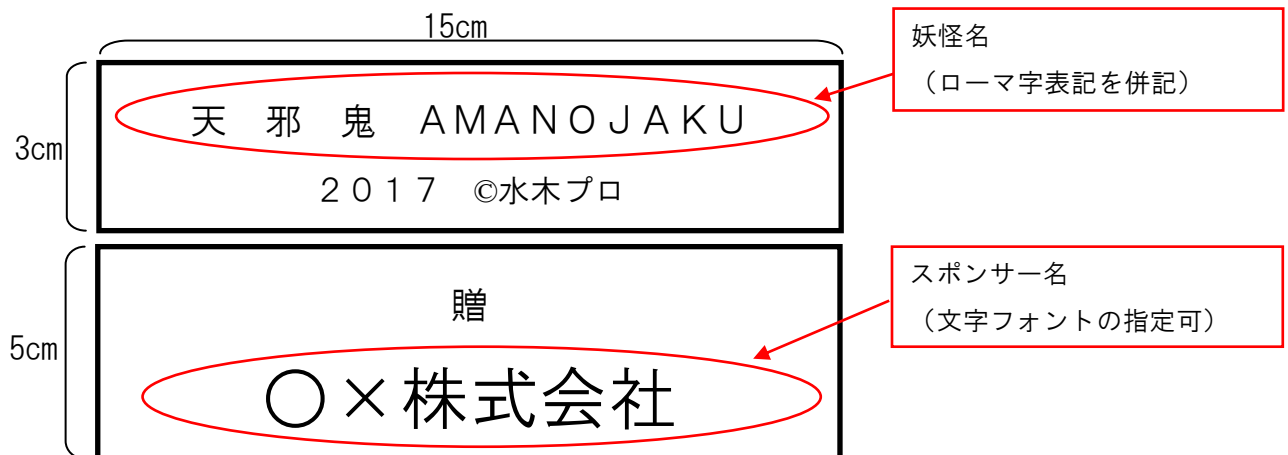 15cm
妖怪名
（ローマ字表記を併記）
天　邪　鬼　ＡＭＡＮＯＪＡＫＵ
3cm
２０１７　©水木プロ
スポンサー名
（文字フォントの指定可）
贈
5cm
○×株式会社